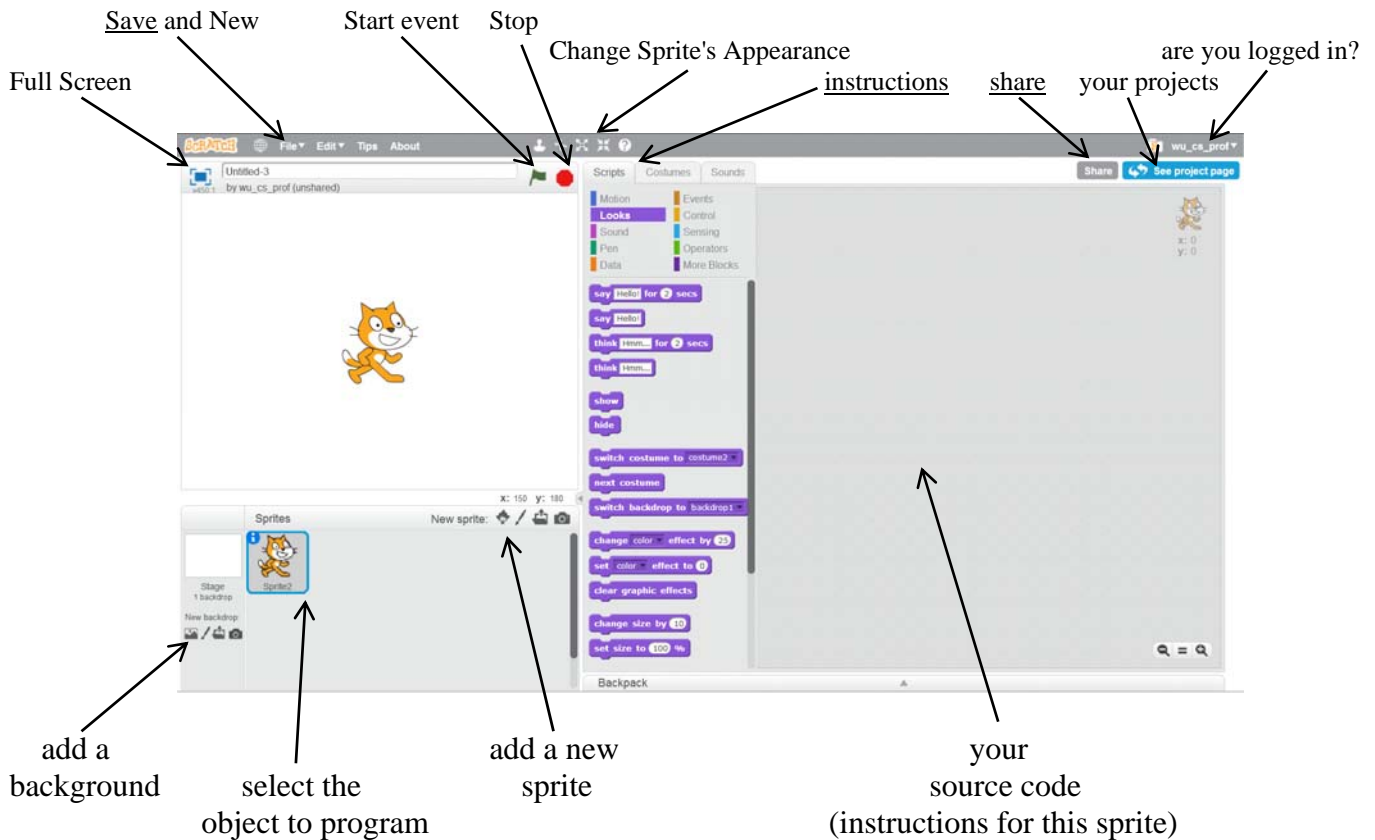 Save and New
Start event
Stop
Change Sprite's Appearance
are you logged in?
Full Screen
instructions
share
your projects
SCRATCH
File
Edit
Tips
About
wu_cs_prof
Untitled-3
by wu_cs_prof (unshared)
v450.1
Scripts
Costumes
Sounds
Share
See project page
Motion
Events
Looks
Control
Sound
Sensing
Pen
Operators
Data
More Blocks
x: 0
y: 0
say Hello! for 2 secs
say Hello!
think Hmm... for 2 secs
think Hmm...
show
hide
switch costume to costume2
next costume
switch backdrop to backdrop1
change color effect by 25
set color effect to 0
clear graphic effects
change size by 10
set size to 100 %
x: 150 y: 180
Sprites
New sprite:
Stage
1 backdrop
Sprite2
New backdrop:
Backpack
add a
background
select the
object to program
add a new
sprite
your
source code
(instructions for this sprite)